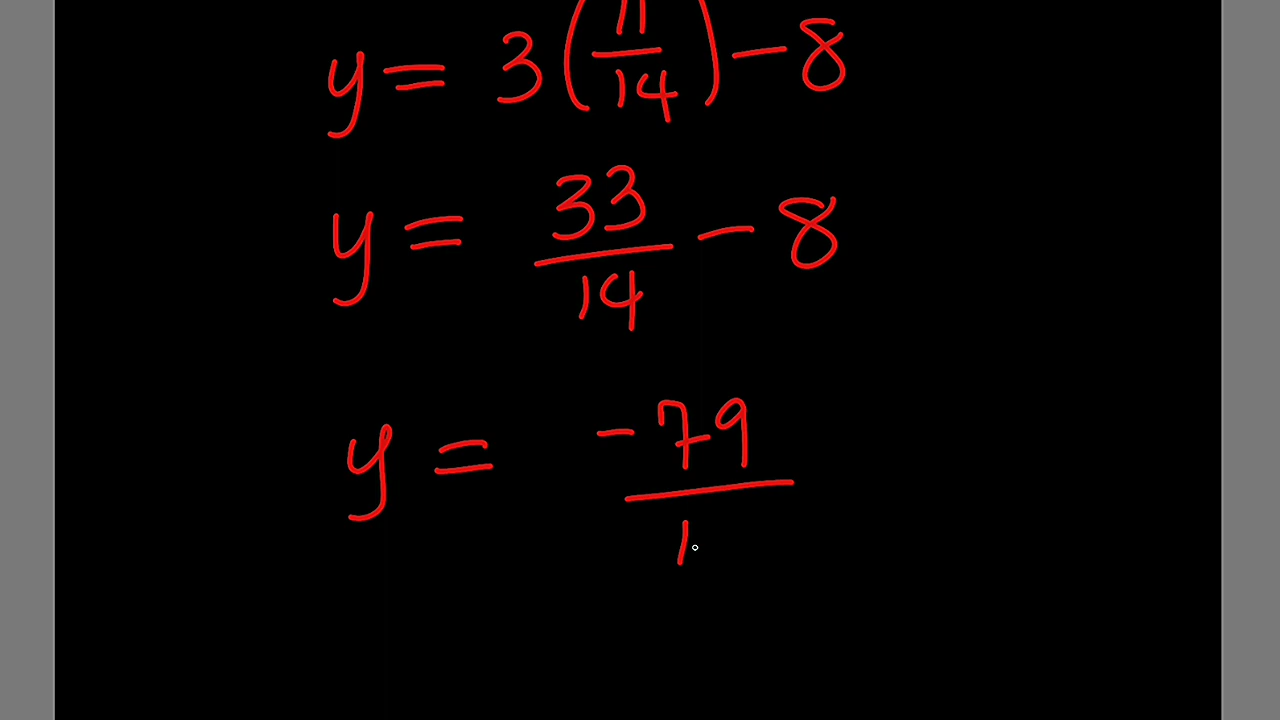 y = 3(11/14) - 8
y = 33/14 - 8
y = -79/1